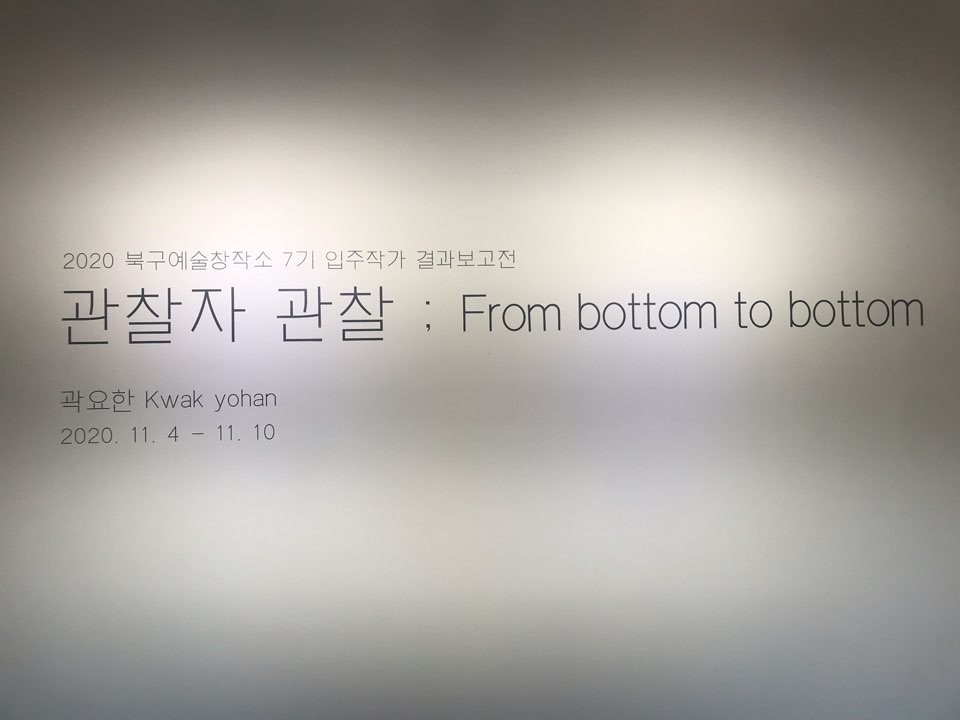 2020 북구예술창작소 7기 입주작가 결과보고전
관찰자 관찰 ; From bottom to bottom
곽요한 Kwak yohan
2020. 11. 4 - 11. 10